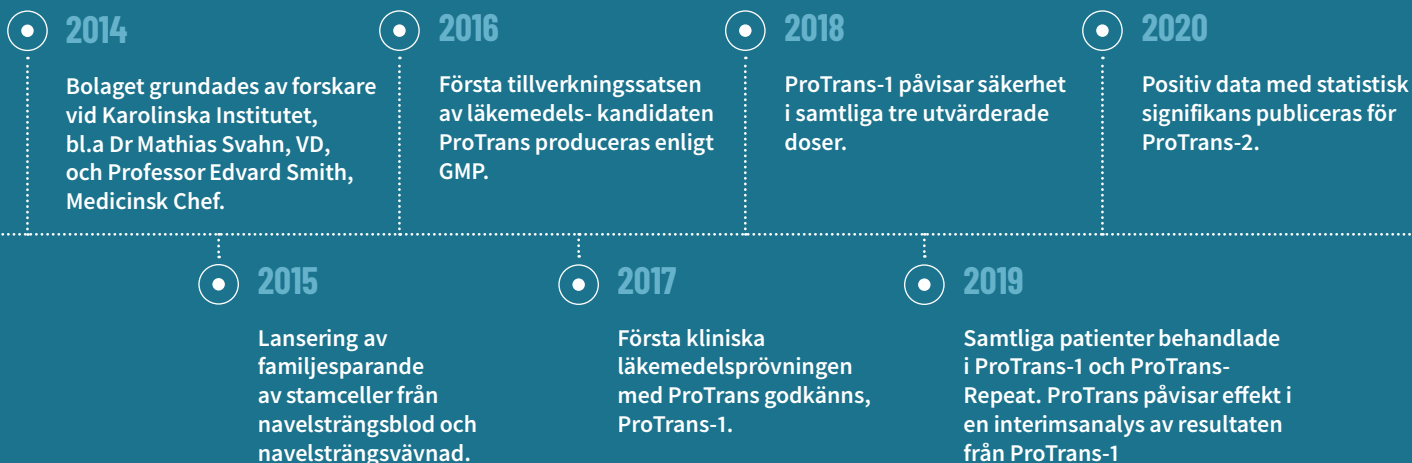 2014
Bolaget grundades av forskare
vid Karolinska Institutet,
bl.a Dr Mathias Svahn, VD,
och Professor Edvard Smith,
Medicinsk Chef.
2016
Första tillverkningssatsen
av läkemedels- kandidaten
ProTrans produceras enligt
GMP.
2018
ProTrans-1 påvisar säkerhet
i samtliga tre utvärderade
doser.
2020
Positiv data med statistisk
signifikans publiceras för
ProTrans-2.
2015
Lansering av
familjesparande
av stamceller från
navelsträngsblod och
navelsträngsvävnad.
2017
Första kliniska
läkemedelsprövningen
med ProTrans godkänns,
ProTrans-1.
2019
Samtliga patienter behandlade
i ProTrans-1 och ProTrans-
Repeat. ProTrans påvisar effekt i
en interimsanalys av resultaten
från ProTrans-1